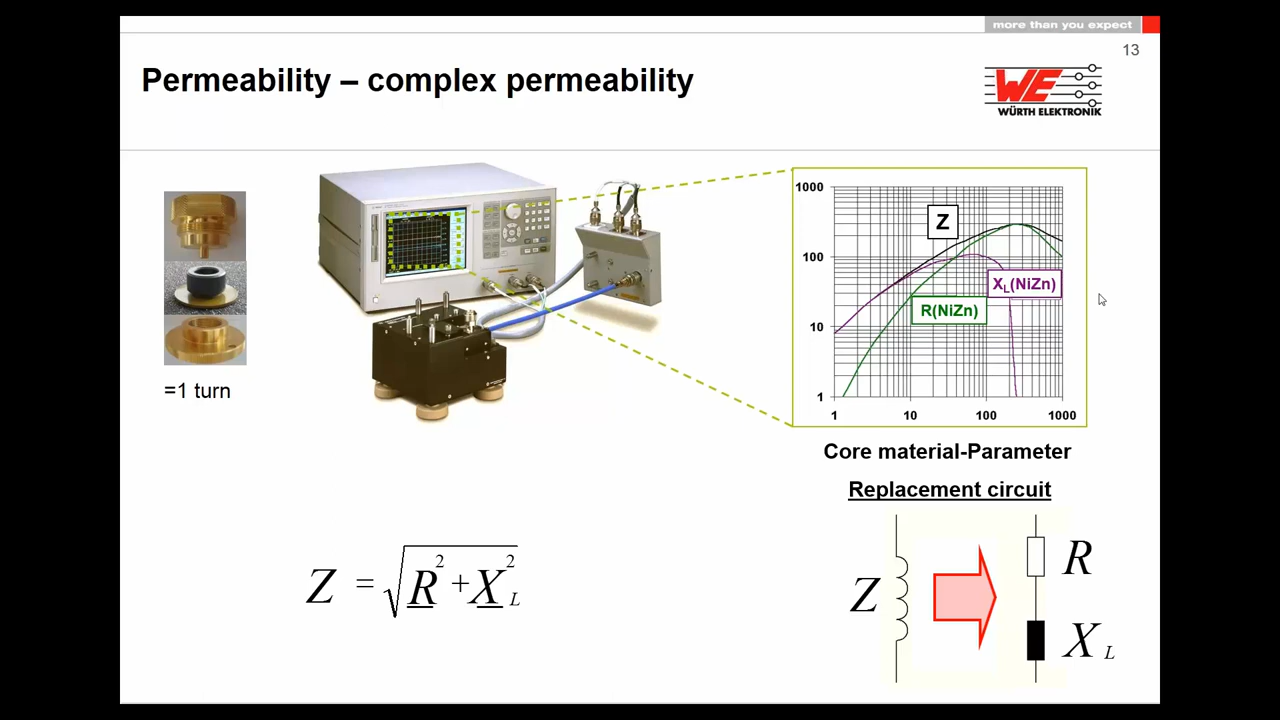 more than you expect
13
Permeability – complex permeability
WE
WÜRTH ELEKTRONIK
=1 turn
1000
100
10
1
Z
XL(NiZn)
R(NiZn)
1 10 100 1000
Core material-Parameter
Replacement circuit
Z = √R² + X²L
Z
R
XL